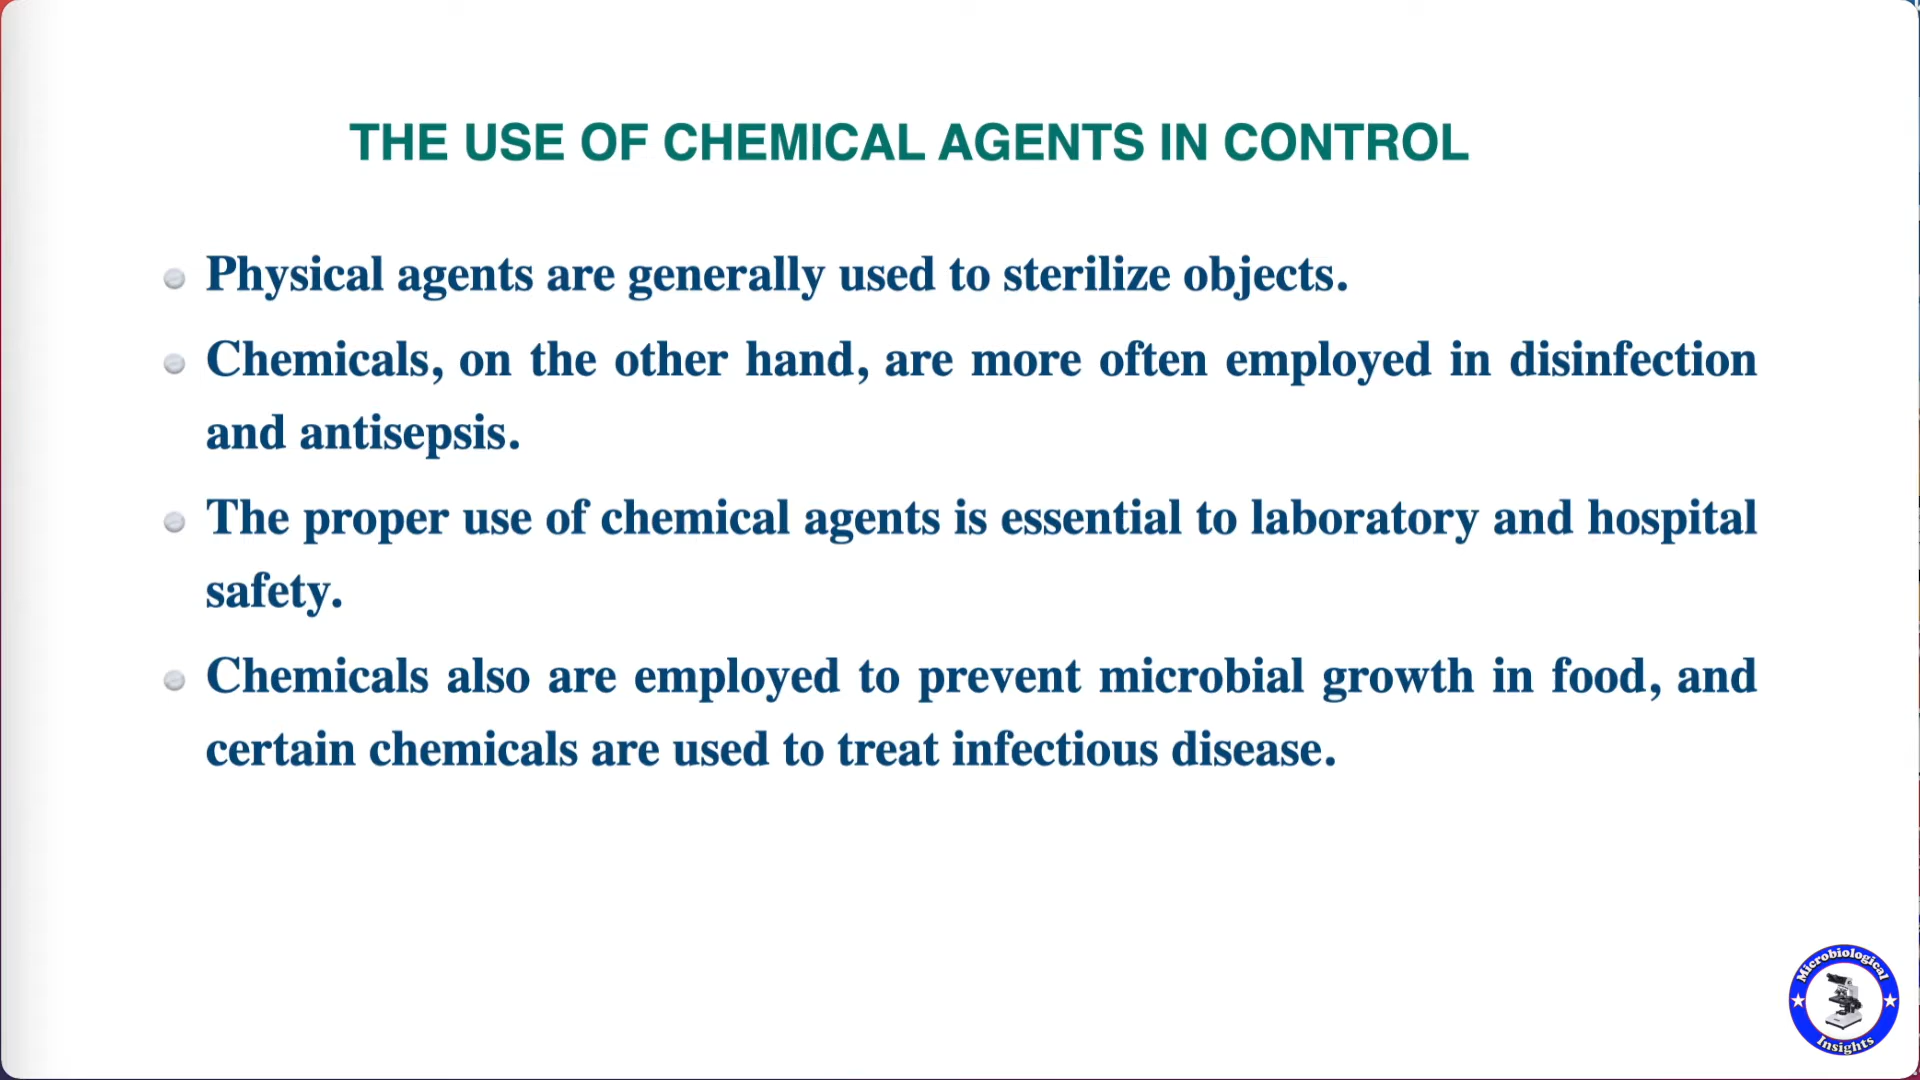 THE USE OF CHEMICAL AGENTS IN CONTROL
Physical agents are generally used to sterilize objects.
Chemicals, on the other hand, are more often employed in disinfection
and antisepsis.
The proper use of chemical agents is essential to laboratory and hospital
safety.
Chemicals also are employed to prevent microbial growth in food, and
certain chemicals are used to treat infectious disease.
Microbiological
Insights